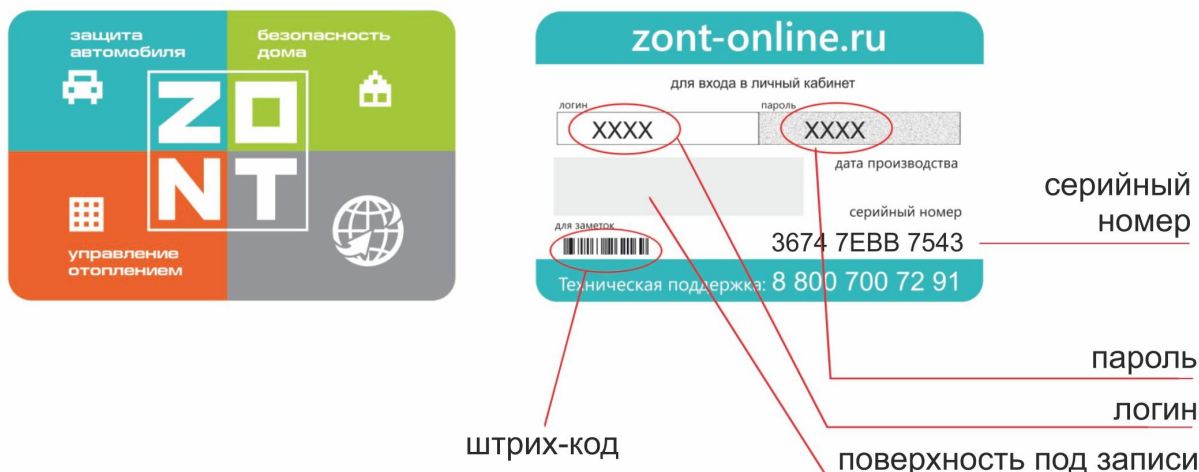 защита
автомобиля
безопасность
дома
ZO
NT
управление
отоплением
zont-online.ru
для входа в личный кабинет
логин
пароль
XXXX
XXXX
дата производства
серийный номер
для заметок
3674 7EBB 7543
Техническая поддержка: 8 800 700 72 91
серийный
номер
пароль
логин
штрих-код
поверхность под записи